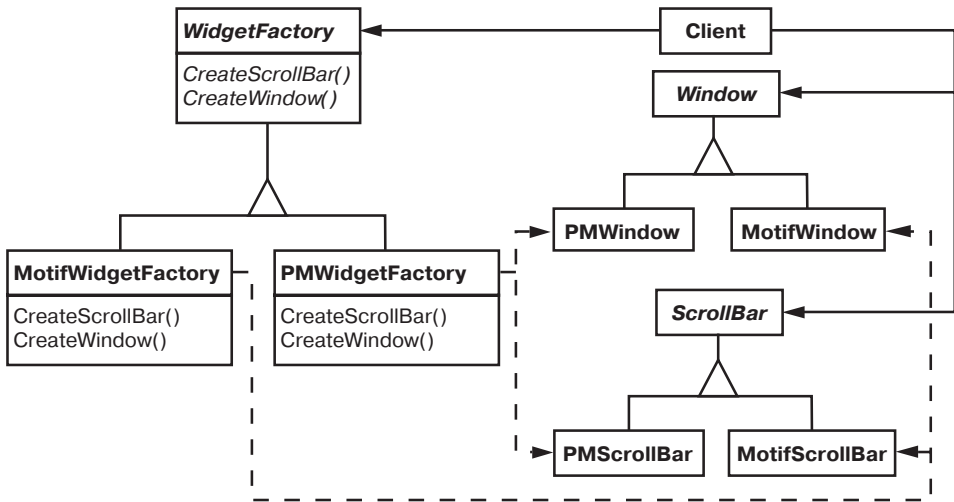 WidgetFactory
CreateScrollBar()
CreateWindow()
Client
Window
PMWindow
MotifWindow
MotifWidgetFactory
CreateScrollBar()
CreateWindow()
PMWidgetFactory
CreateScrollBar()
CreateWindow()
ScrollBar
PMScrollBar
MotifScrollBar